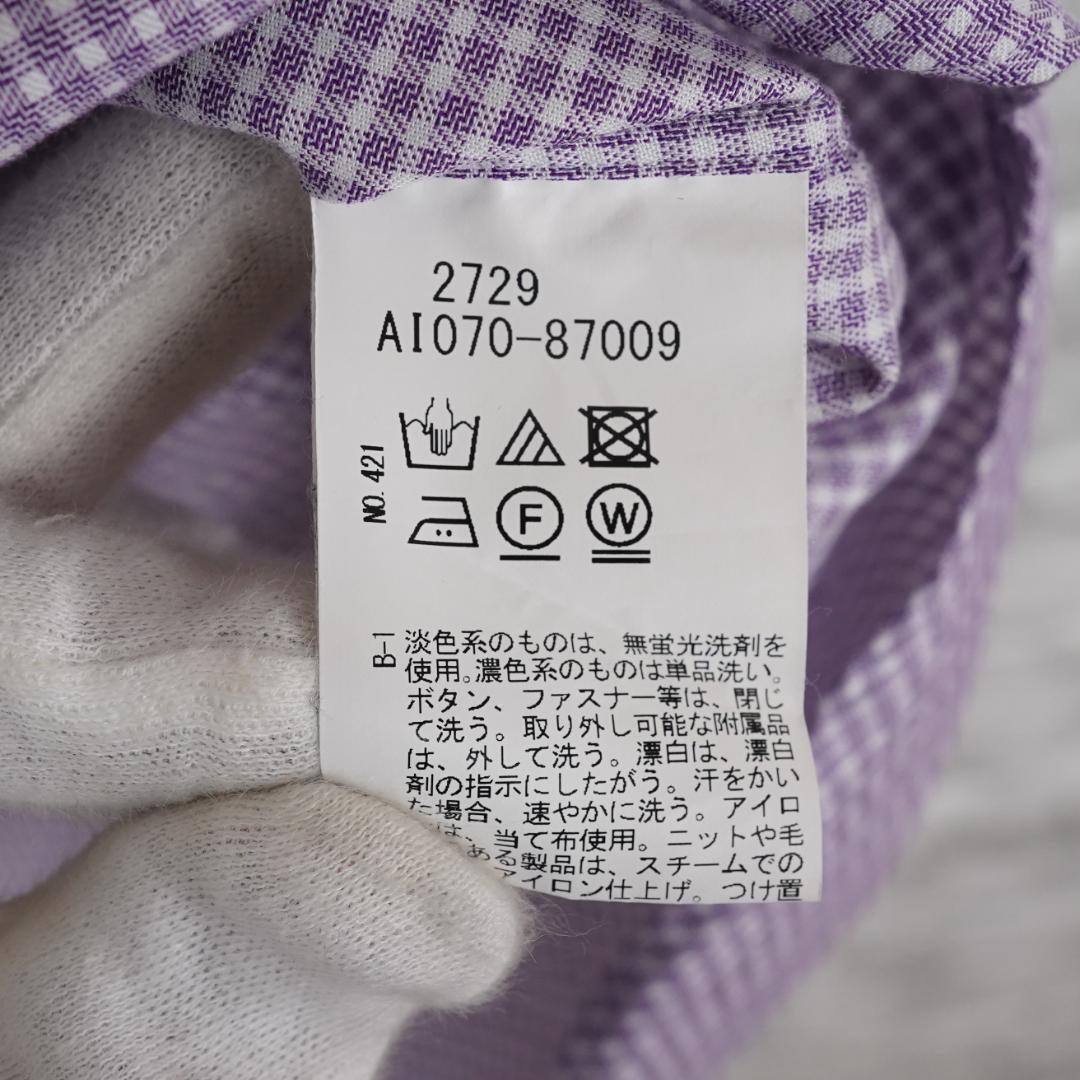 2729
AI070-87009
NO. 421
F
W
B-1
淡色系のものは、無蛍光洗剤を
使用。濃色系のものは単品洗い。
ボタン、ファスナー等は、閉じ
て洗う。取り外し可能な附属品
は、外して洗う。漂白は、漂白
剤の指示にしたがう。汗をかい
た場合、速やかに洗う。アイロ
は、当て布使用。ニットや毛
ある製品は、スチームでの
アイロン仕上げ。つけ置